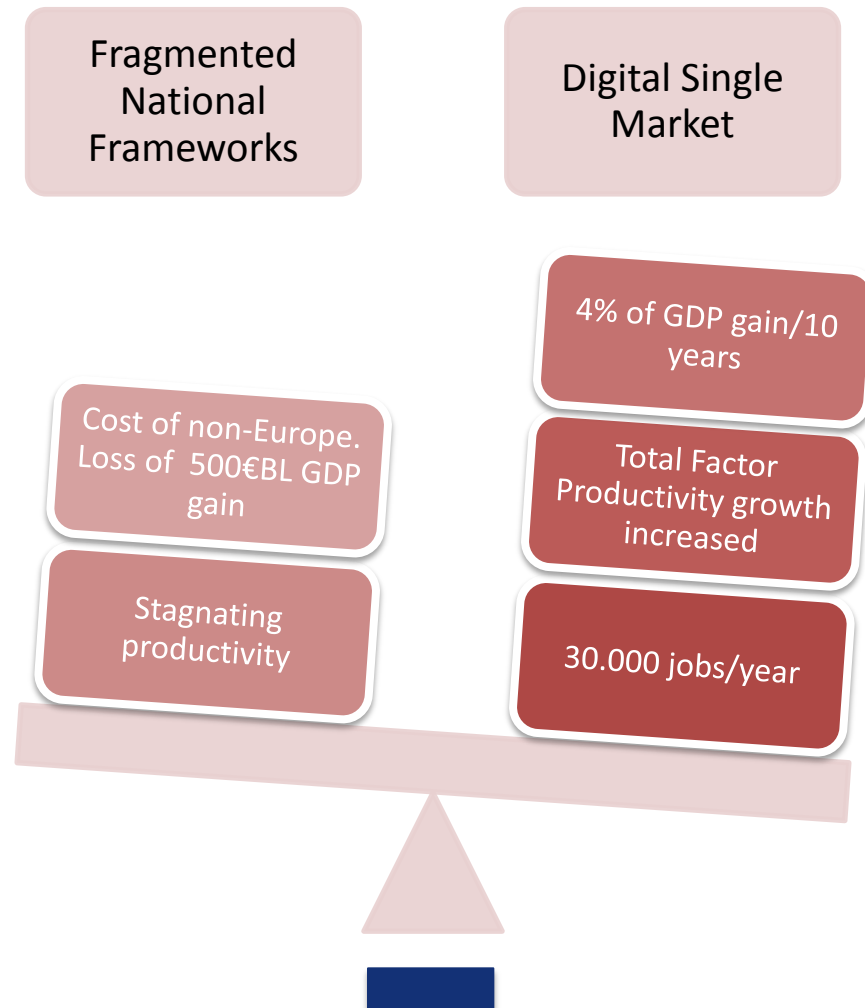 Fragmented
National
Frameworks
Digital Single
Market
Cost of non-Europe.
Loss of 500€BL GDP
gain
Stagnating
productivity
4% of GDP gain/10
years
Total Factor
Productivity growth
increased
30.000 jobs/year